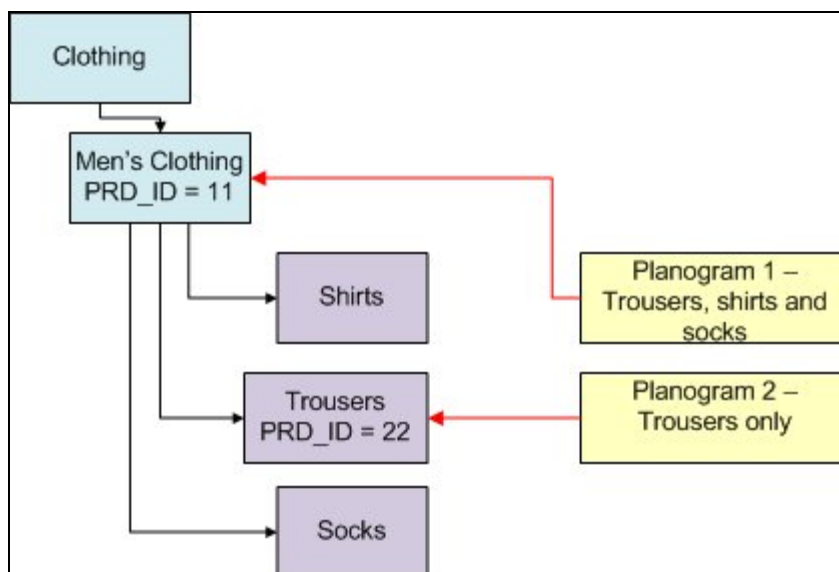 Clothing
Men's Clothing
PRD_ID = 11
Shirts
Planogram 1 –
Trousers, shirts and
socks
Trousers
PRD_ID = 22
Planogram 2 –
Trousers only
Socks